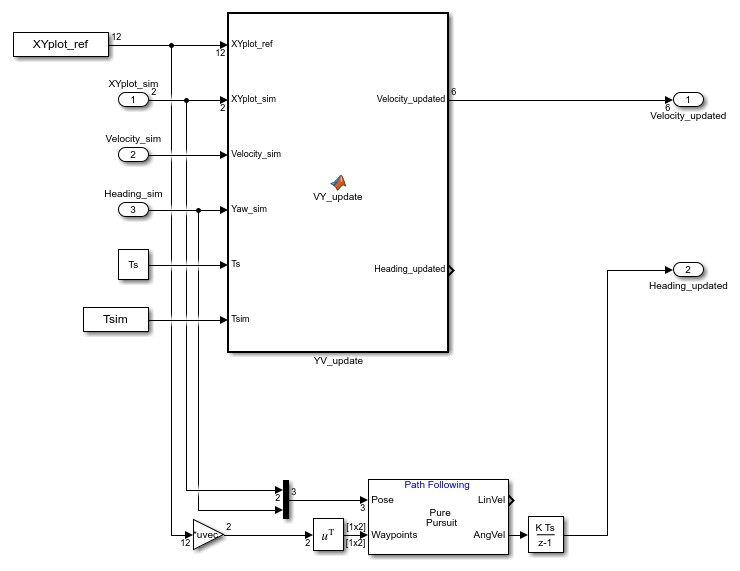 XYplot_ref
12
12
XYplot_ref
XYplot_sim
1
2
2
XYplot_sim
Velocity_updated
6
6
1
Velocity_updated
Velocity_sim
2
Velocity_sim
VY_update
Heading_sim
3
Yaw_sim
Ts
Ts
Heading_updated
2
Heading_updated
Tsim
Tsim
YV_update
2
3
3
Path Following
Pose
LinVel
Pure
Pursuit
Waypoints
AngVel
12
*uvec
2
2
uᵀ
[1x2]
[1x2]
K Ts
z-1